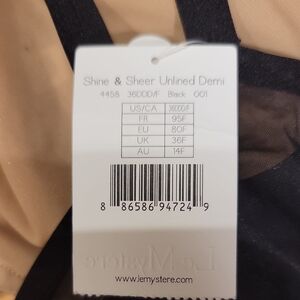 Shine & Sheer Unlined Demi
4458 36DDD/F Black 001
US/CA 36DDD/F
FR 95F
EU 80F
UK 36F
AU 14F
8 86586 94724 9
Le Mystere
www.lemystere.com